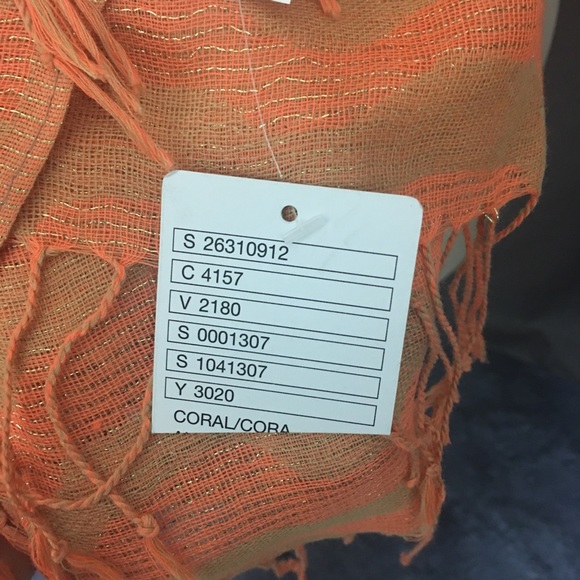 S 26310912
C 4157
V 2180
S 0001307
S 1041307
Y 3020
CORAL/CORA